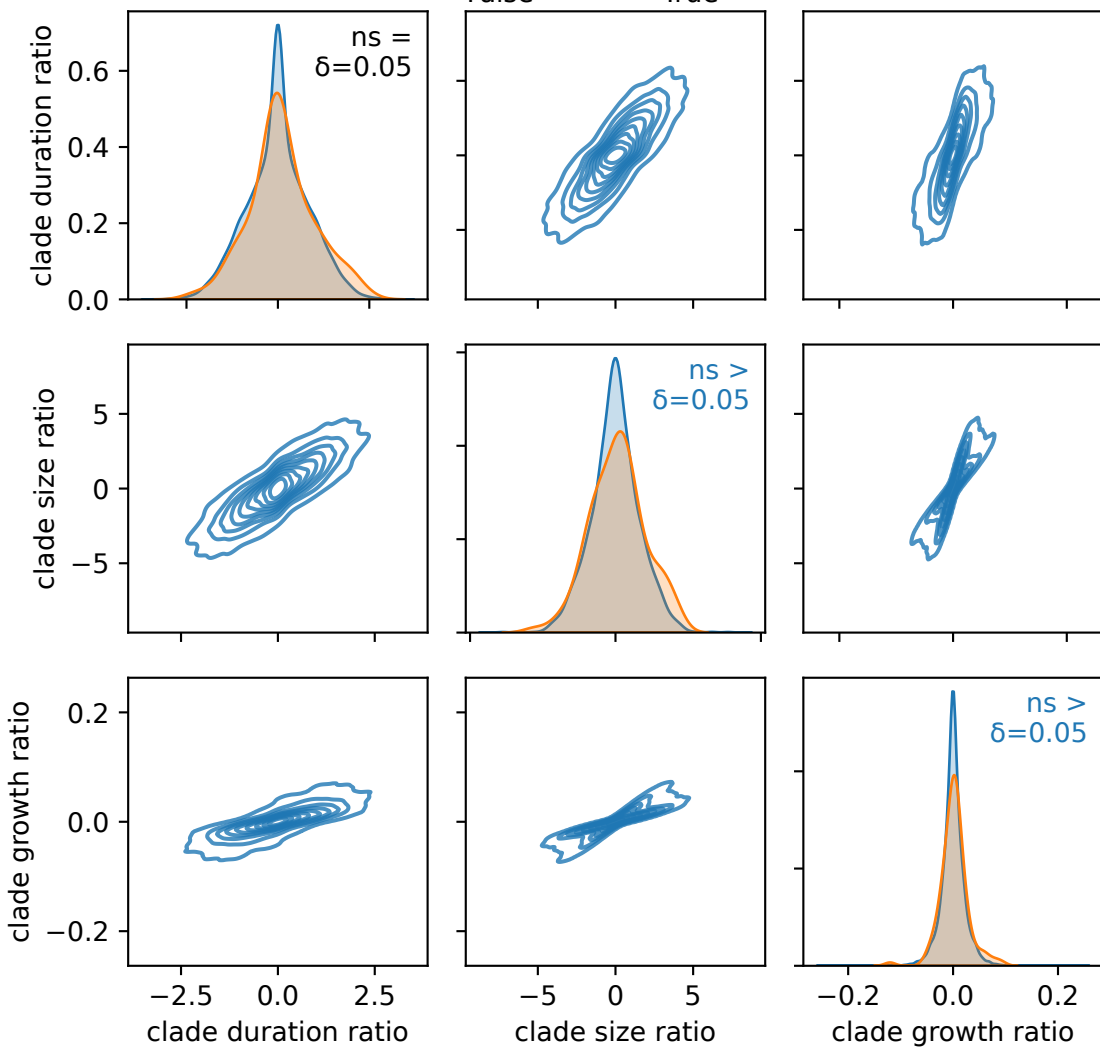 clade duration ratio
0.6
0.4
0.2
0.0
ns =
δ=0.05
clade size ratio
5
0
−5
ns >
δ=0.05
clade growth ratio
0.2
0.0
−0.2
ns >
δ=0.05
−2.5 0.0 2.5
−5 0 5
−0.2 0.0 0.2
clade duration ratio
clade size ratio
clade growth ratio